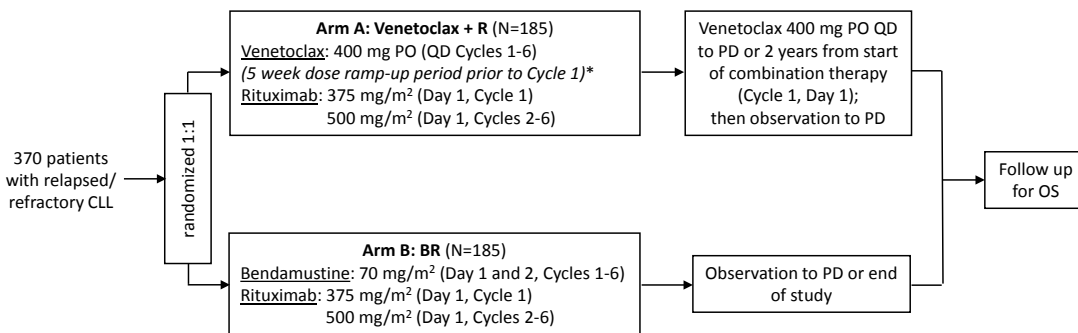 370 patients
with relapsed/
refractory CLL
randomized 1:1
Arm A: Venetoclax + R (N=185)
Venetoclax: 400 mg PO (QD Cycles 1-6)
(5 week dose ramp-up period prior to Cycle 1)*
Rituximab: 375 mg/m² (Day 1, Cycle 1)
500 mg/m² (Day 1, Cycles 2-6)
Venetoclax 400 mg PO QD
to PD or 2 years from start
of combination therapy
(Cycle 1, Day 1);
then observation to PD
Arm B: BR (N=185)
Bendamustine: 70 mg/m² (Day 1 and 2, Cycles 1-6)
Rituximab: 375 mg/m² (Day 1, Cycle 1)
500 mg/m² (Day 1, Cycles 2-6)
Observation to PD or end
of study
Follow up
for OS